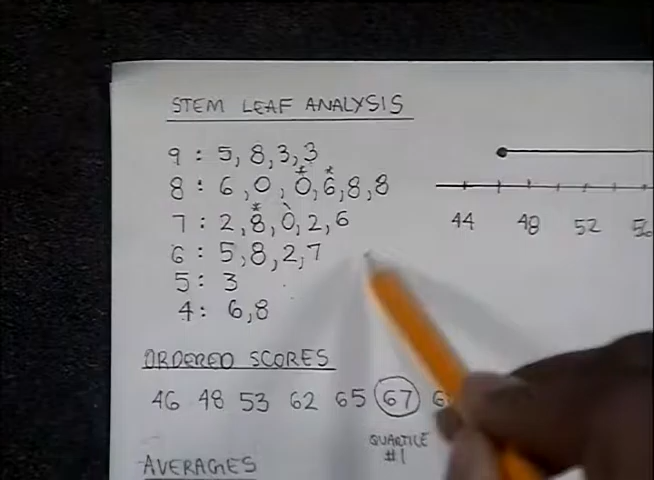 STEM LEAF ANALYSIS
9 : 5, 8, 3, 3
8 : 6, 0, 0, 6, 8, 8
7 : 2, 8, 0, 2, 6
6 : 5, 8, 2, 7
5 : 3
4 : 6, 8
44 48 52
ORDERED SCORES
46 48 53 62 65 67
QUARTILE
#1
AVERAGES